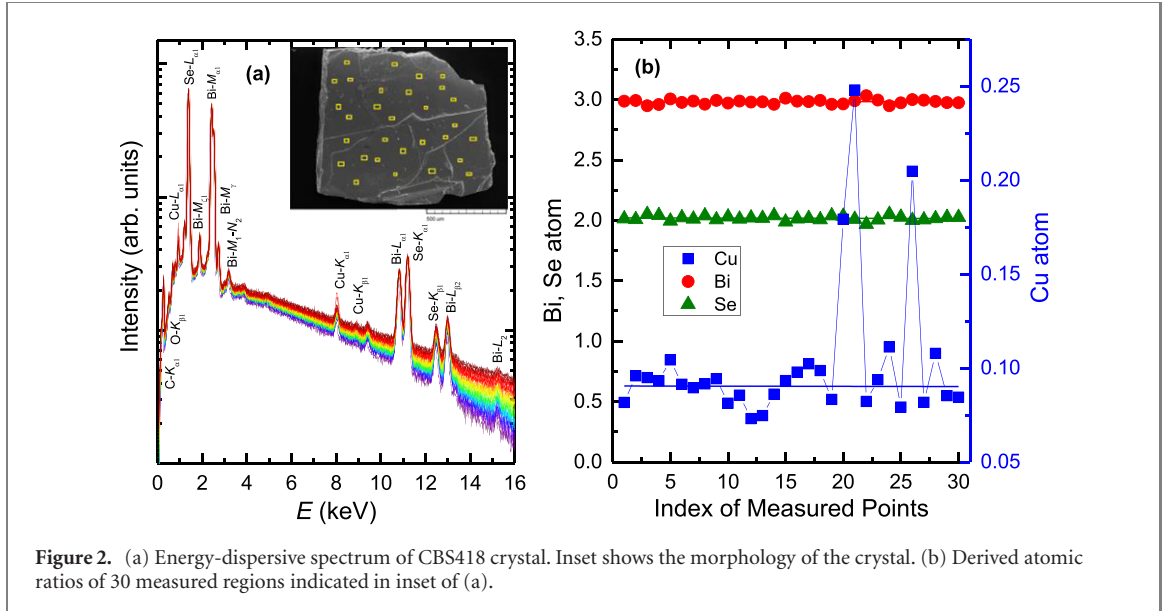 (a)
Intensity (arb. units)
C-Kα1
O-Kβ1
Cu-Lα1
Se-Lα1
Bi-Mζ1
Bi-Mα1
Bi-Mγ
Bi-M1-N2
Cu-Kα1
Cu-Kβ1
Bi-Lα1
Se-Kα1
Se-Kβ1
Bi-Lβ2
Bi-L2
500 um
0 2 4 6 8 10 12 14 16
E (keV)
(b)
Bi, Se atom
3.5
3.0
2.5
2.0
1.5
1.0
0.5
0.0
Cu
Bi
Se
0.25
0.20
0.15
0.10
0.05
Cu atom
0 5 10 15 20 25 30
Index of Measured Points
Figure 2. (a) Energy-dispersive spectrum of CBS418 crystal. Inset shows the morphology of the crystal. (b) Derived atomic
ratios of 30 measured regions indicated in inset of (a).